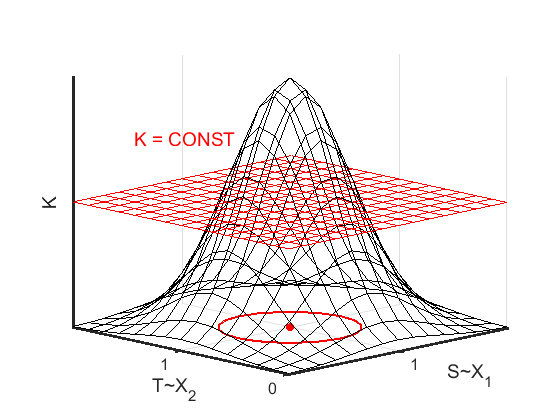 K = CONST
K
1
1
S~X₁
T~X₂
0